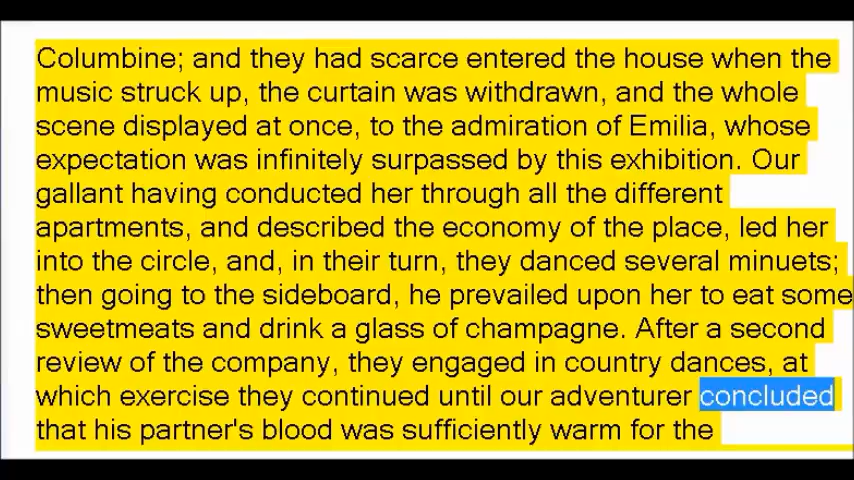 Columbine; and they had scarce entered the house when the
music struck up, the curtain was withdrawn, and the whole
scene displayed at once, to the admiration of Emilia, whose
expectation was infinitely surpassed by this exhibition. Our
gallant having conducted her through all the different
apartments, and described the economy of the place, led her
into the circle, and, in their turn, they danced several minuets;
then going to the sideboard, he prevailed upon her to eat some
sweetmeats and drink a glass of champagne. After a second
review of the company, they engaged in country dances, at
which exercise they continued until our adventurer concluded
that his partner's blood was sufficiently warm for the